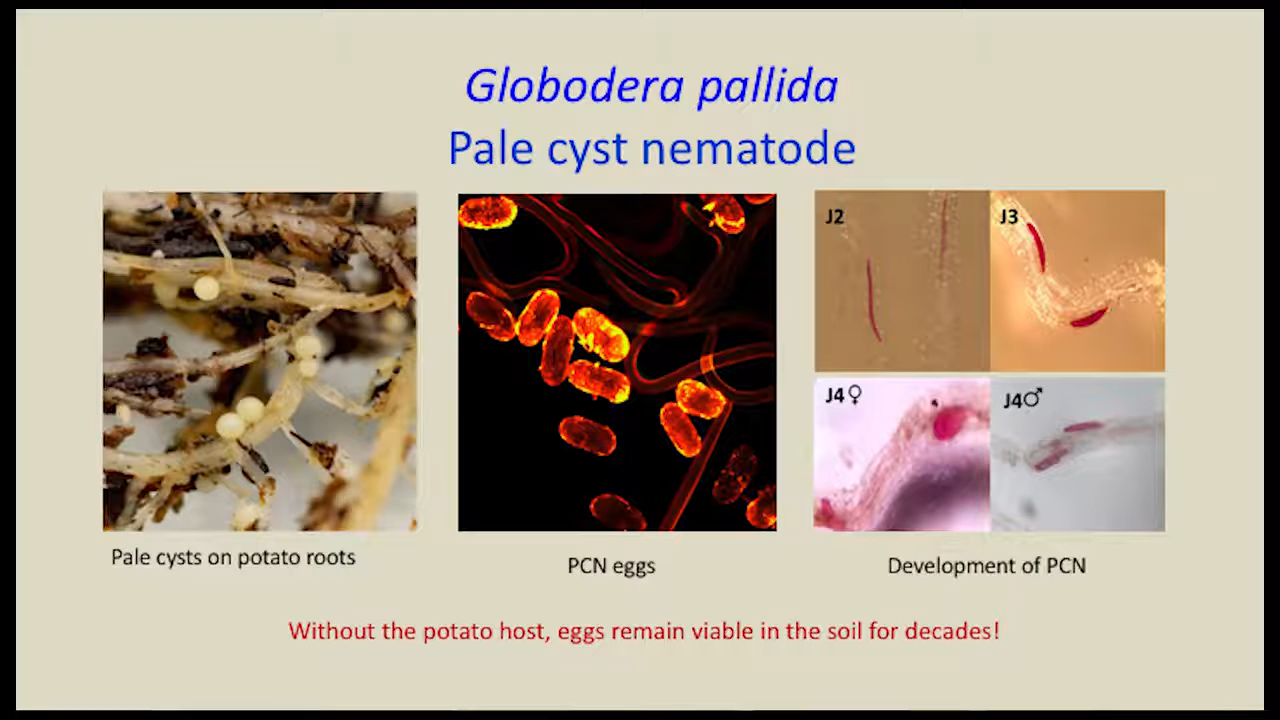 Globodera pallida
Pale cyst nematode
J2
J3
J4♀
J4♂
Pale cysts on potato roots
PCN eggs
Development of PCN
Without the potato host, eggs remain viable in the soil for decades!